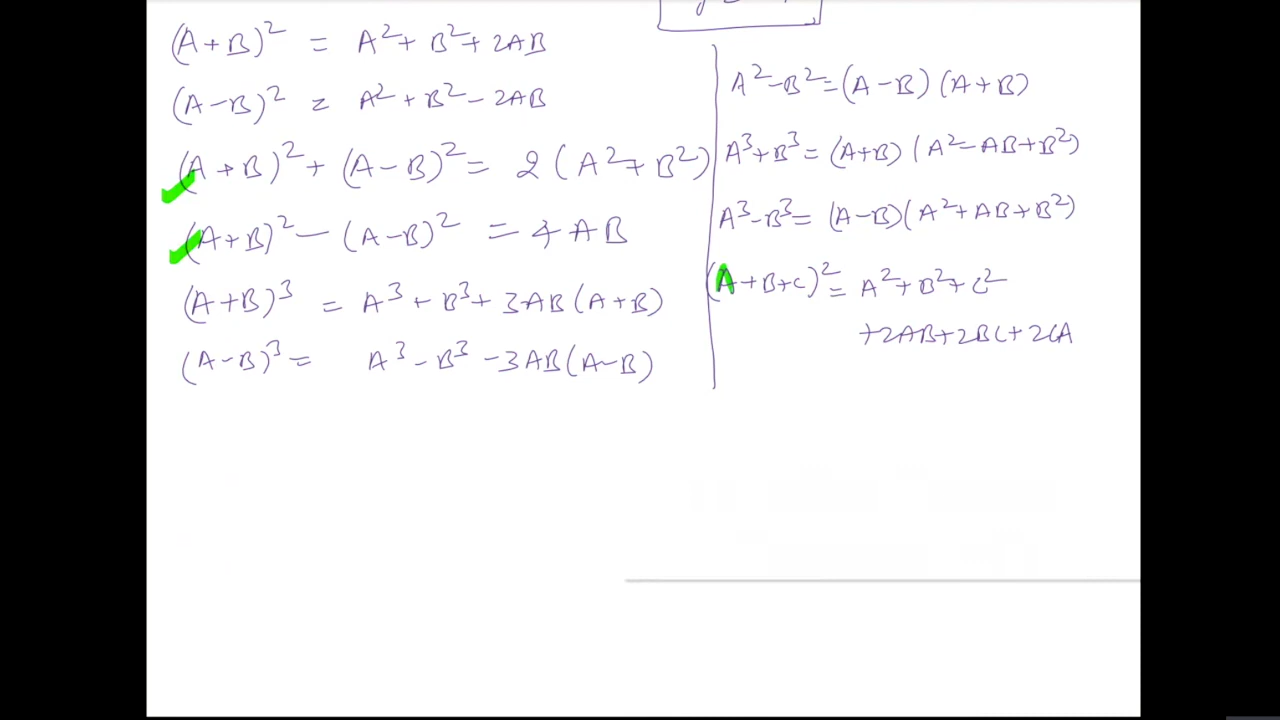 (A+B)² = A²+B²+2AB
(A-B)² = A²+B²-2AB
(A+B)²+(A-B)² = 2(A²+B²)
(A+B)²-(A-B)² = 4AB
(A+B)³ = A³+B³+3AB(A+B)
(A-B)³ = A³-B³-3AB(A-B)
A²-B²=(A-B)(A+B)
A³+B³=(A+B)(A²-AB+B²)
A³-B³=(A-B)(A²+AB+B²)
(A+B+C)² = A²+B²+C²
+2AB+2BC+2CA